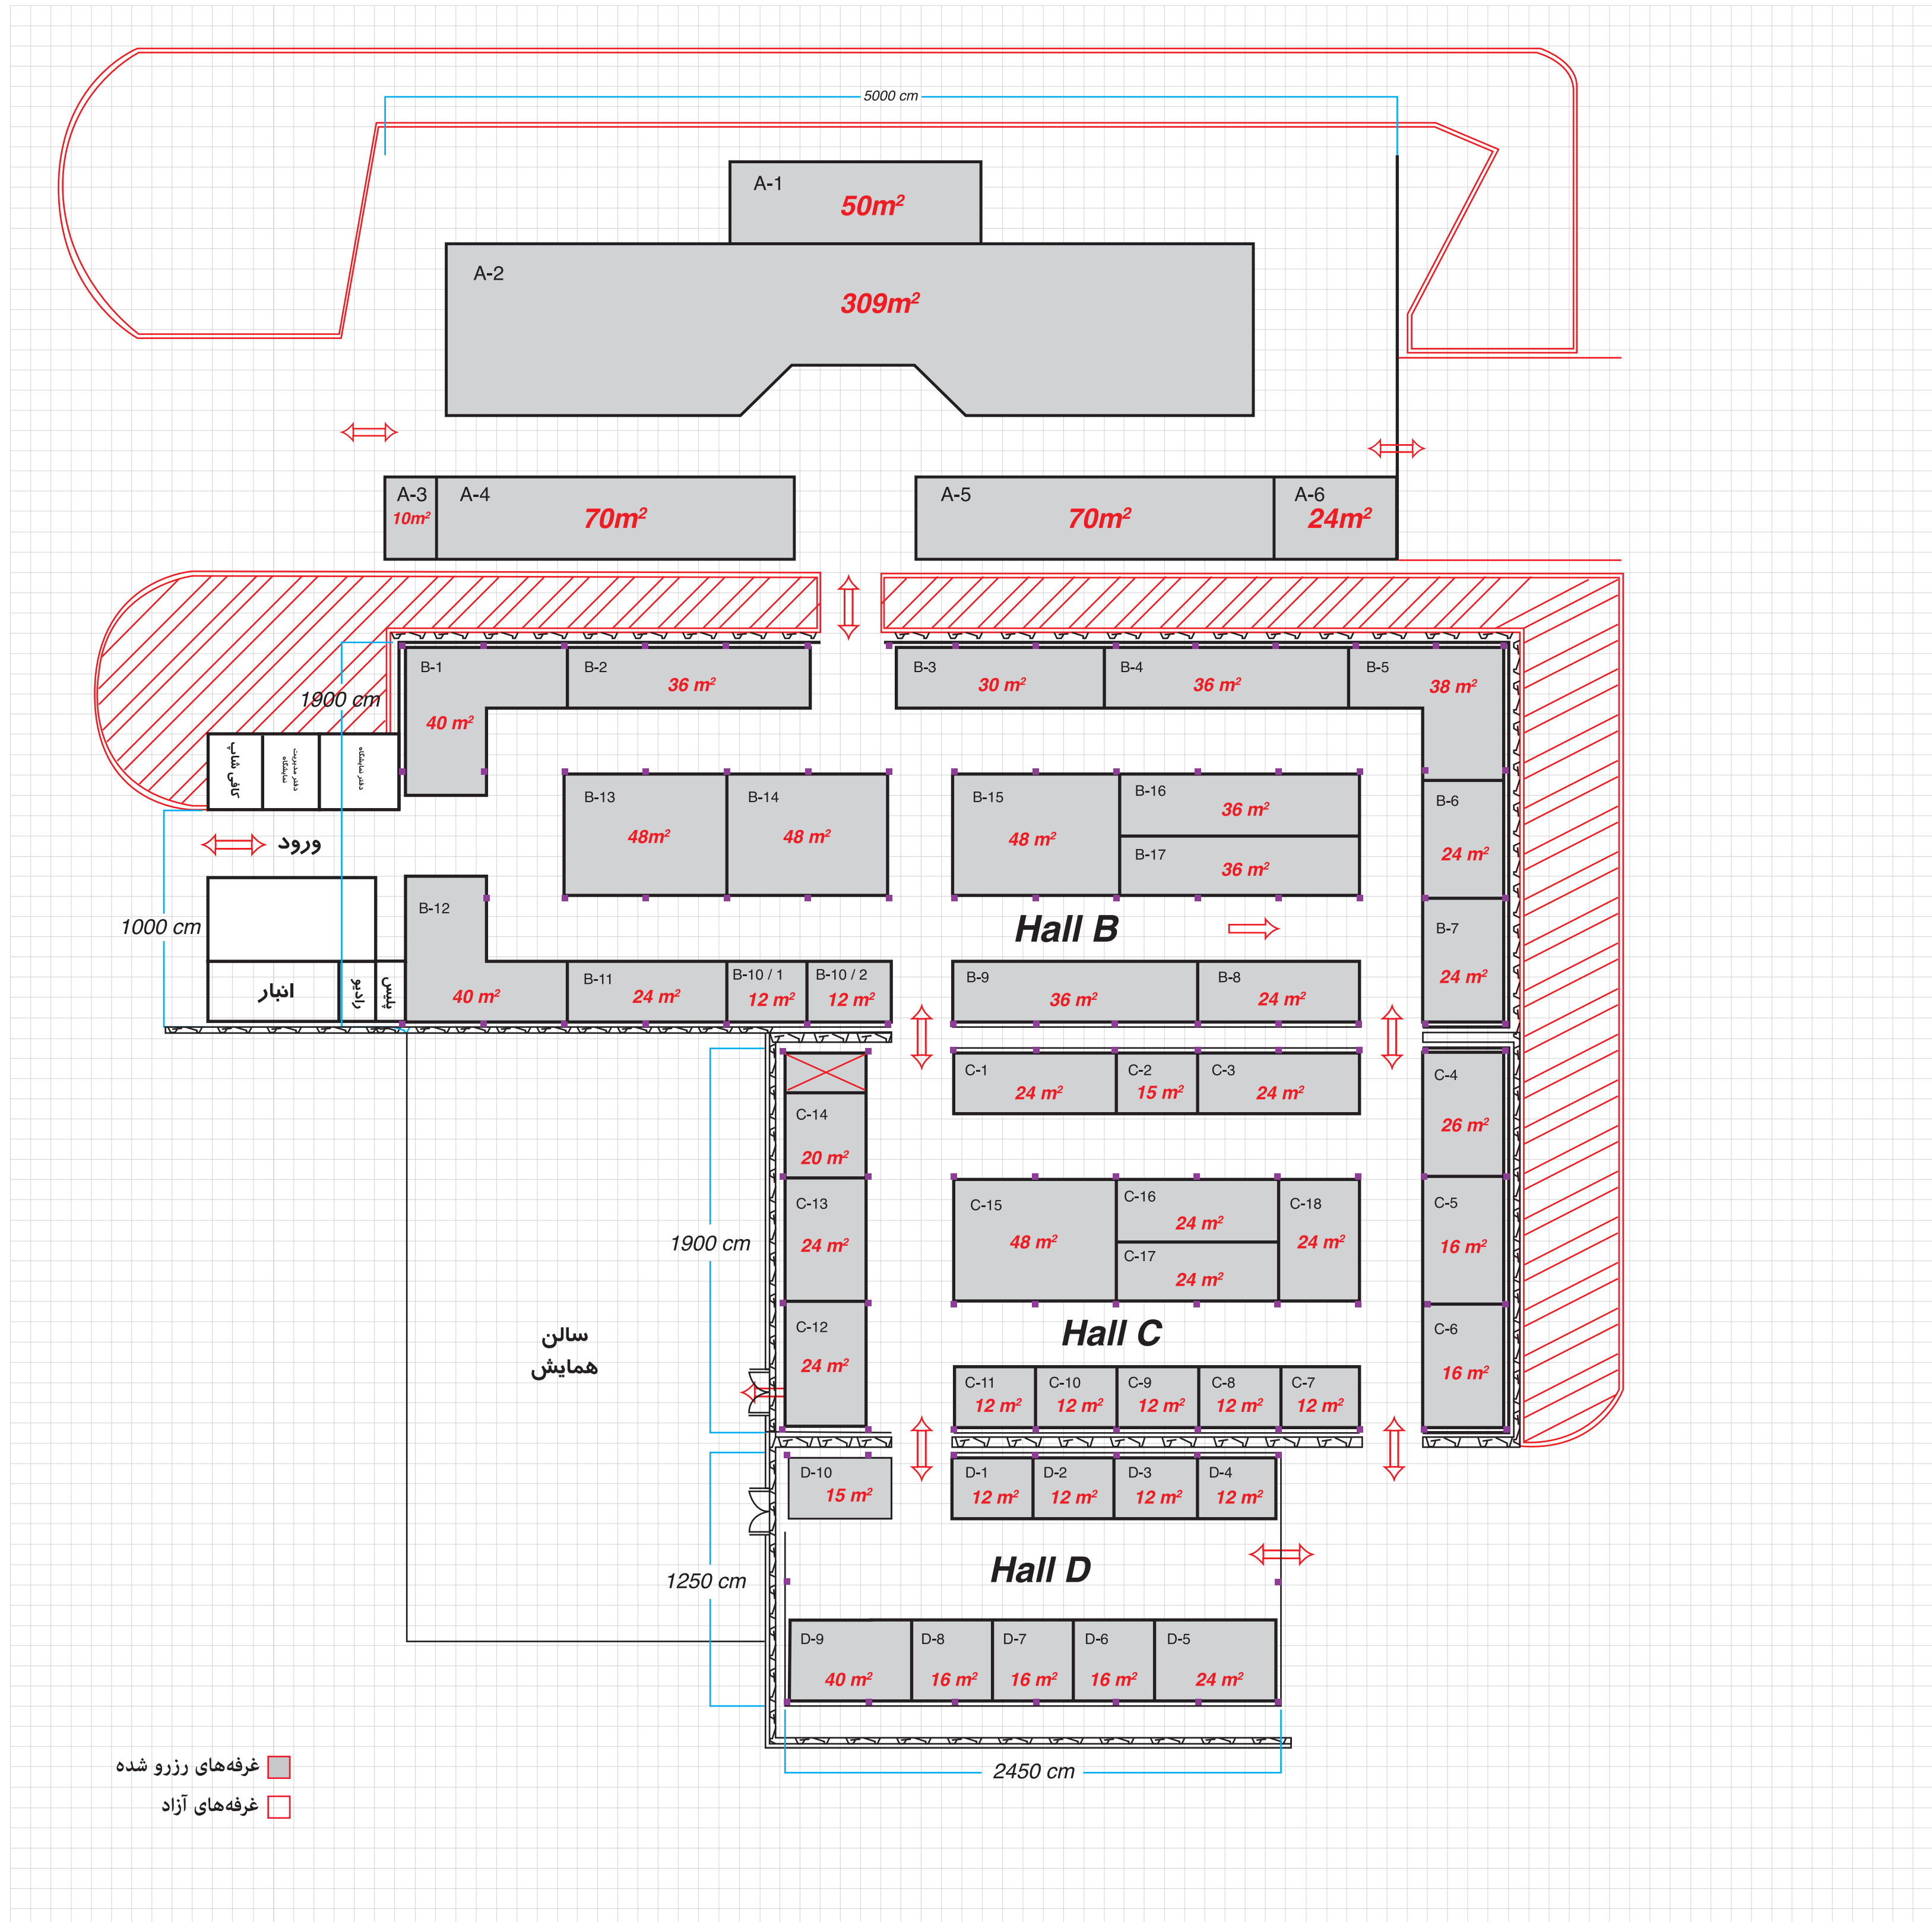 5000 cm
A-1
50m²
A-2
309m²
A-3
10m²
A-4
70m²
A-5
70m²
A-6
24m²
1900 cm
B-1
40 m²
B-2
36 m²
B-3
30 m²
B-4
36 m²
B-5
38 m²
کافی شاپ
دفتر مدیریت
نمایشگاه
دفتر نمایشگاه
B-13
48m²
B-14
48 m²
B-15
48 m²
B-16
36 m²
B-17
36 m²
B-6
24 m²
ورود
1000 cm
B-12
40 m²
Hall B
B-7
24 m²
انبار
رادیو
پلیس
B-11
24 m²
B-10 / 1
12 m²
B-10 / 2
12 m²
B-9
36 m²
B-8
24 m²
C-1
24 m²
C-2
15 m²
C-3
24 m²
C-4
26 m²
C-14
20 m²
C-13
24 m²
1900 cm
C-15
48 m²
C-16
24 m²
C-17
24 m²
C-18
24 m²
C-5
16 m²
سالن
همایش
C-12
24 m²
Hall C
C-6
16 m²
C-11
12 m²
C-10
12 m²
C-9
12 m²
C-8
12 m²
C-7
12 m²
D-10
15 m²
D-1
12 m²
D-2
12 m²
D-3
12 m²
D-4
12 m²
1250 cm
Hall D
D-9
40 m²
D-8
16 m²
D-7
16 m²
D-6
16 m²
D-5
24 m²
2450 cm
غرفه‌های رزرو شده
غرفه‌های آزاد